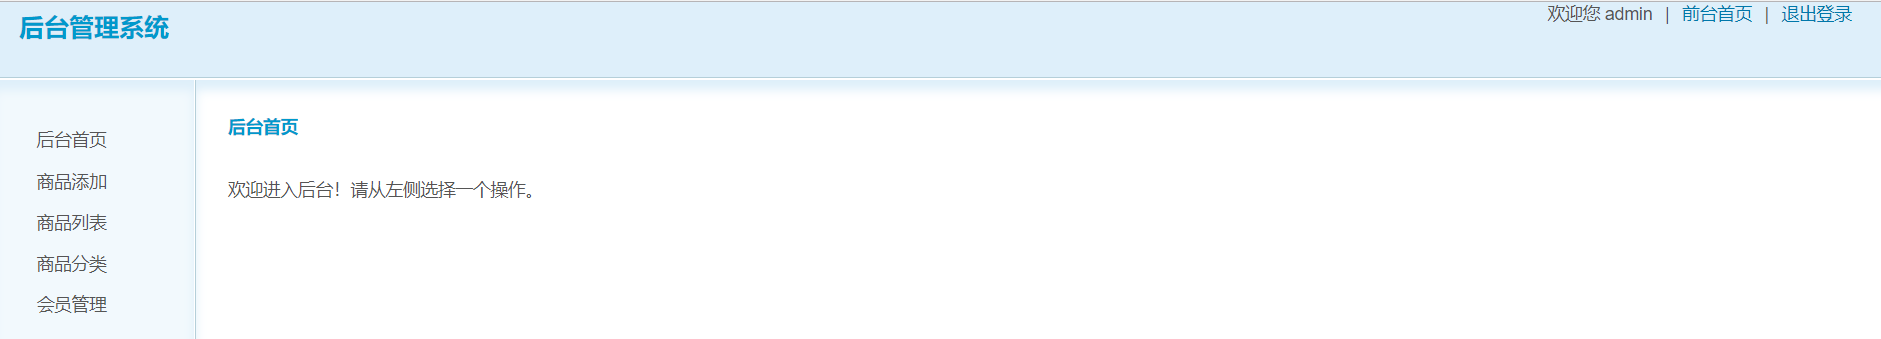 后台管理系统
欢迎您 admin | 前台首页 | 退出登录
后台首页
商品添加
商品列表
商品分类
会员管理
后台首页
欢迎进入后台！请从左侧选择一个操作。